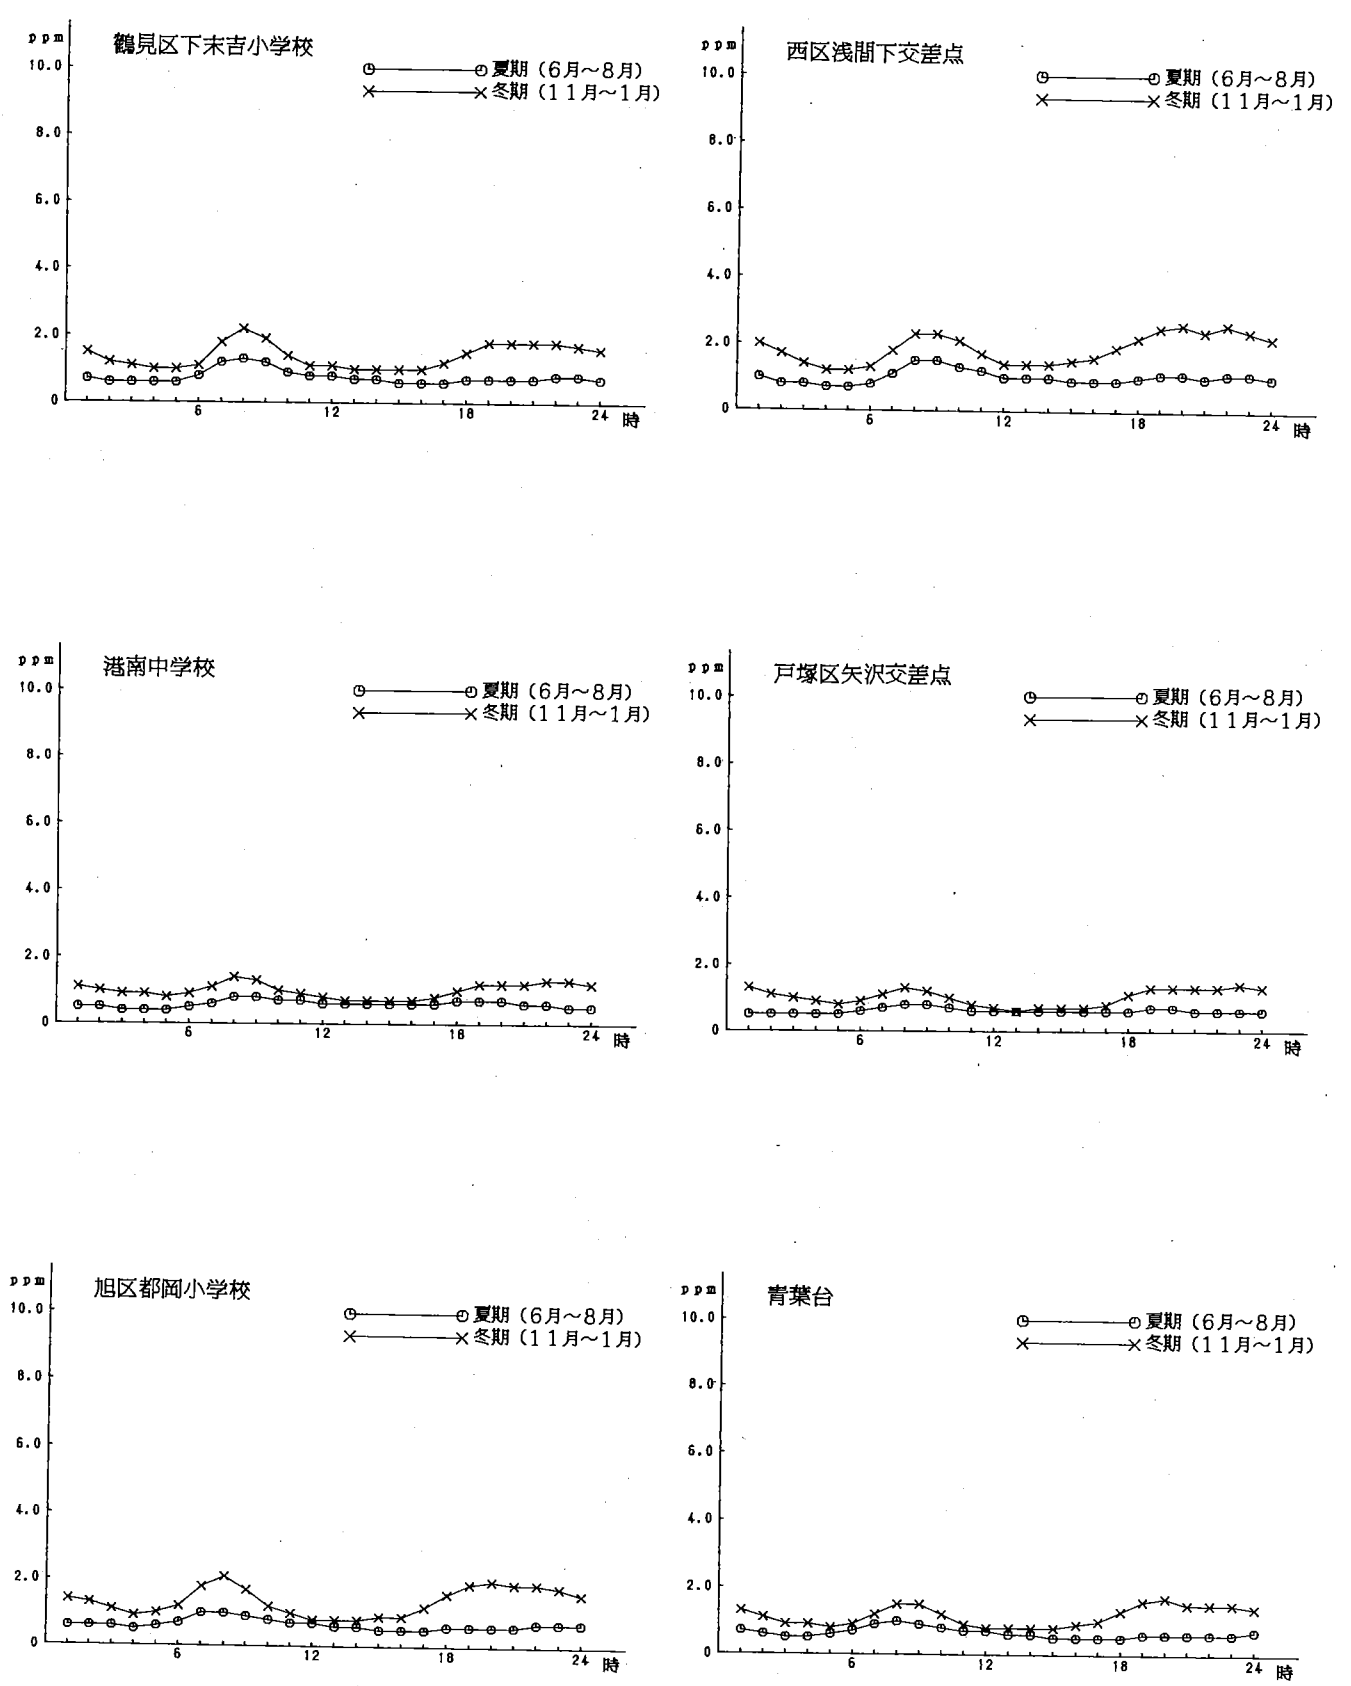 ppm
鶴見区下末吉小学校
夏期（6月～8月）
冬期（11月～1月）
10.0
8.0
6.0
4.0
2.0
0
6
12
18
24
時
ppm
西区浅間下交差点
夏期（6月～8月）
冬期（11月～1月）
10.0
8.0
6.0
4.0
2.0
0
6
12
18
24
時
ppm
港南中学校
夏期（6月～8月）
冬期（11月～1月）
10.0
8.0
6.0
4.0
2.0
0
6
12
18
24
時
ppm
戸塚区矢沢交差点
夏期（6月～8月）
冬期（11月～1月）
10.0
8.0
6.0
4.0
2.0
0
6
12
18
24
時
ppm
旭区都岡小学校
夏期（6月～8月）
冬期（11月～1月）
10.0
8.0
6.0
4.0
2.0
0
6
12
18
24
時
ppm
青葉台
夏期（6月～8月）
冬期（11月～1月）
10.0
8.0
6.0
4.0
2.0
0
6
12
18
24
時